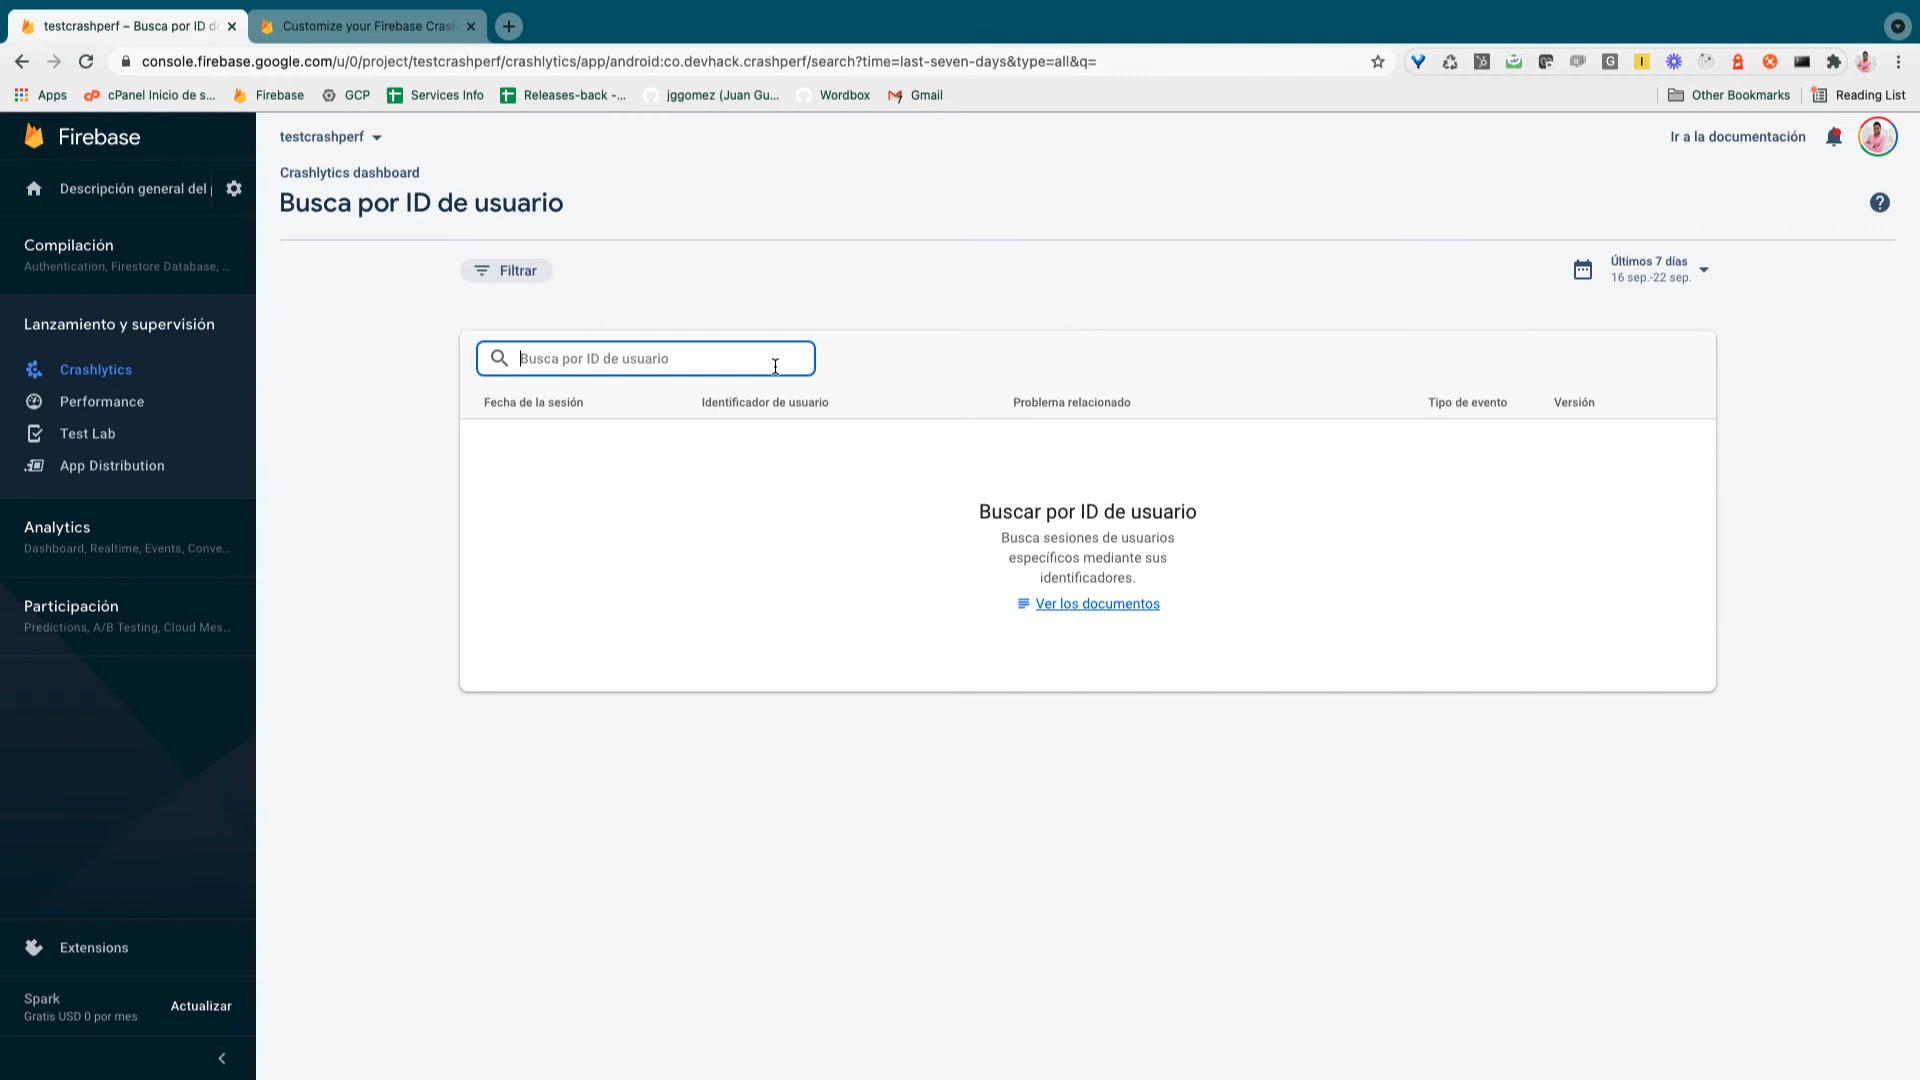 testcrashperf – Busca por ID d
Customize your Firebase Cras
console.firebase.google.com/u/0/project/testcrashperf/crashlytics/app/android:co.devhack.crashperf/search?time=last-seven-days&type=all&q=
Apps
cPanel Inicio de s...
Firebase
GCP
Services Info
Releases-back -...
jggomez (Juan Gu...
Wordbox
Gmail
Other Bookmarks
Reading List
Firebase
Descripción general del
Compilación
Authentication, Firestore Database, ...
Lanzamiento y supervisión
Crashlytics
Performance
Test Lab
App Distribution
Analytics
Dashboard, Realtime, Events, Conve...
Participación
Predictions, A/B Testing, Cloud Mes...
Extensions
Spark
Gratis USD 0 por mes
Actualizar
testcrashperf
Ir a la documentación
Crashlytics dashboard
Busca por ID de usuario
Filtrar
Últimos 7 días
16 sep.-22 sep.
Busca por ID de usuario
Fecha de la sesión
Identificador de usuario
Problema relacionado
Tipo de evento
Versión
Buscar por ID de usuario
Busca sesiones de usuarios
específicos mediante sus
identificadores.
Ver los documentos